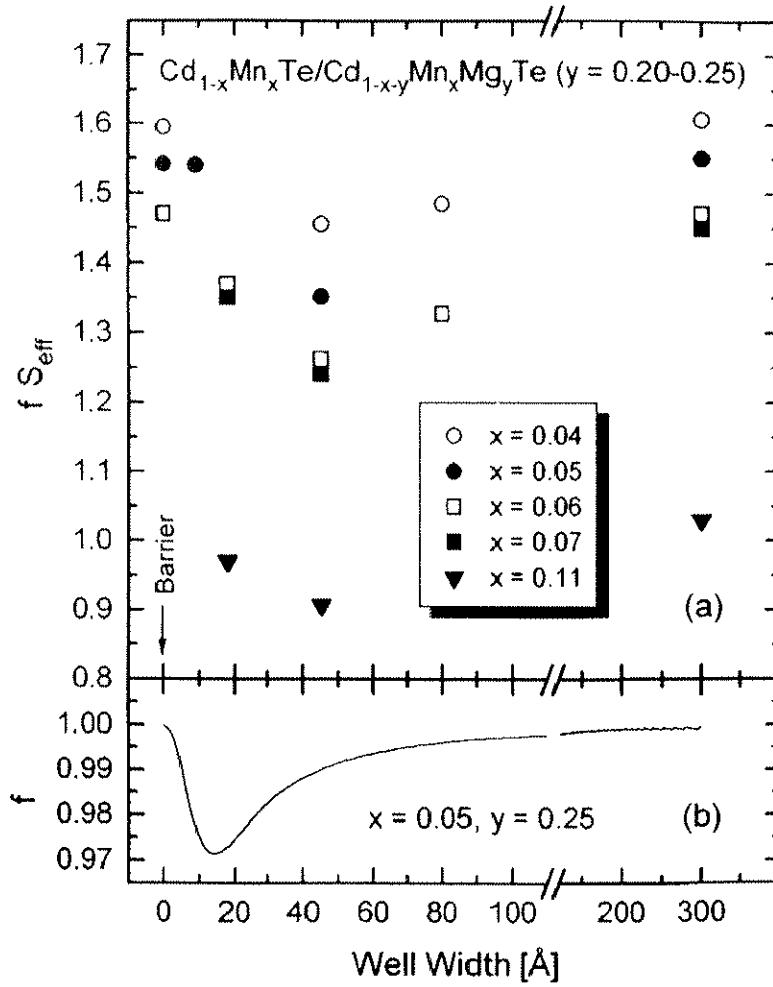 Cd₁₋ₓMnₓTe/Cd₁₋ₓ₋ᵧMnₓMgᵧTe (y = 0.20-0.25)
1.7
1.6
1.5
1.4
1.3
1.2
1.1
1.0
0.9
0.8
f S_eff
x = 0.04
x = 0.05
x = 0.06
x = 0.07
x = 0.11
Barrier
(a)
1.00
0.99
0.98
0.97
f
x = 0.05, y = 0.25
(b)
0 20 40 60 80 100 200 300
Well Width [Å]